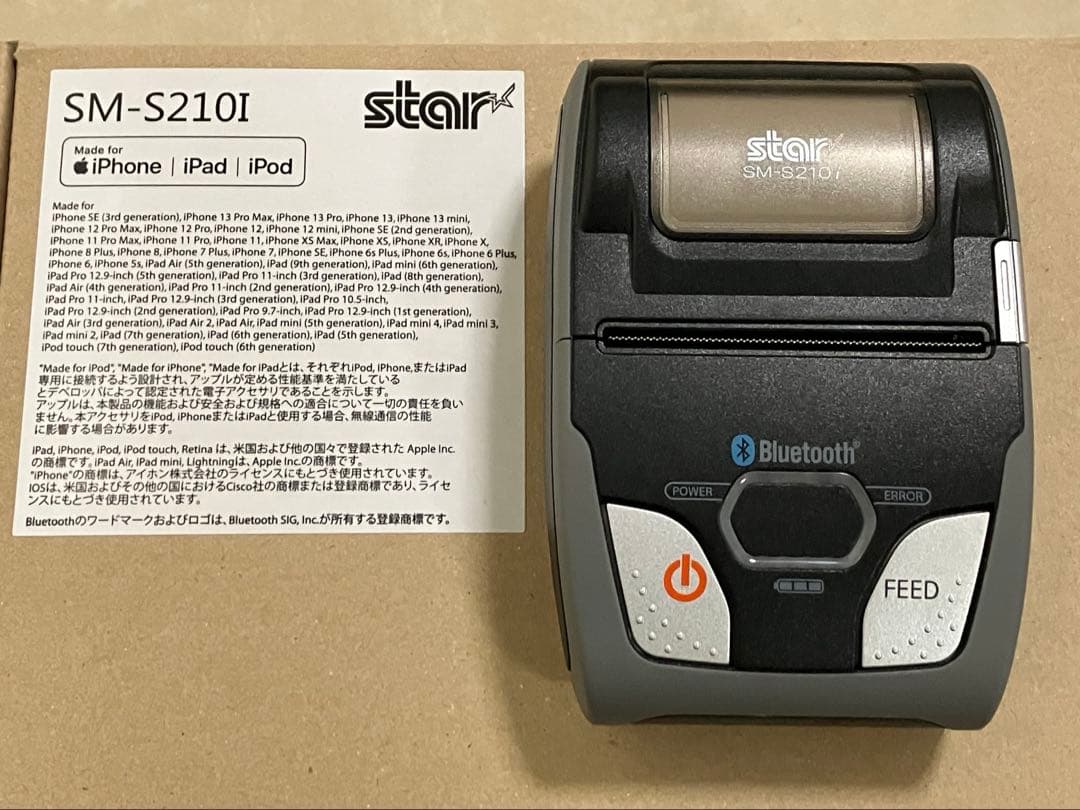 SM-S210I
star
Made for
iPhone | iPad | iPod
Made for
iPhone SE (3rd generation), iPhone 13 Pro Max, iPhone 13 Pro, iPhone 13, iPhone 13 mini,
iPhone 12 Pro Max, iPhone 12 Pro, iPhone 12, iPhone 12 mini, iPhone SE (2nd generation),
iPhone 11 Pro Max, iPhone 11 Pro, iPhone 11, iPhone XS Max, iPhone XS, iPhone XR, iPhone X,
iPhone 8 Plus, iPhone 8, iPhone 7 Plus, iPhone 7, iPhone SE, iPhone 6s Plus, iPhone 6s, iPhone 6 Plus,
iPhone 6, iPhone 5s, iPad Air (5th generation), iPad (9th generation), iPad mini (6th generation),
iPad Pro 12.9-inch (5th generation), iPad Pro 11-inch (3rd generation), iPad (8th generation),
iPad Air (4th generation), iPad Pro 11-inch (2nd generation), iPad Pro 12.9-inch (4th generation),
iPad Pro 11-inch, iPad Pro 12.9-inch (3rd generation), iPad Pro 10.5-inch,
iPad Pro 12.9-inch (2nd generation), iPad Pro 9.7-inch, iPad Pro 12.9-inch (1st generation),
iPad Air (3rd generation), iPad Air 2, iPad Air, iPad mini (5th generation), iPad mini 4, iPad mini 3,
iPad mini 2, iPad (7th generation), iPad (6th generation), iPad (5th generation),
iPod touch (7th generation), iPod touch (6th generation)
"Made for iPod", "Made for iPhone", "Made for iPadとは、それぞれiPod, iPhone,またはiPad
専用に接続するよう設計され、アップルが定める性能基準を満たしている
とデベロッパによって認定された電子アクセサリであることを示します。
アップルは、本製品の機能および安全および規格への適合について一切の責任を負い
ません。本アクセサリをiPod, iPhoneまたはiPadと使用する場合、無線通信の性能
に影響する場合があります。
iPad, iPhone, iPod, iPod touch, Retina は、米国および他の国々で登録された Apple Inc.
の商標です。iPad Air, iPad mini, Lightningは、Apple Inc.の商標です。
"iPhone"の商標は、アイホン株式会社のライセンスにもとづき使用されています。
IOSは、米国およびその他の国におけるCisco社の商標または登録商標であり、ライセ
ンスにもとづき使用されています。
Bluetoothのワードマークおよびロゴは、Bluetooth SIG, Inc.が所有する登録商標です。
star
SM-S210i
Bluetooth®
POWER
ERROR
FEED